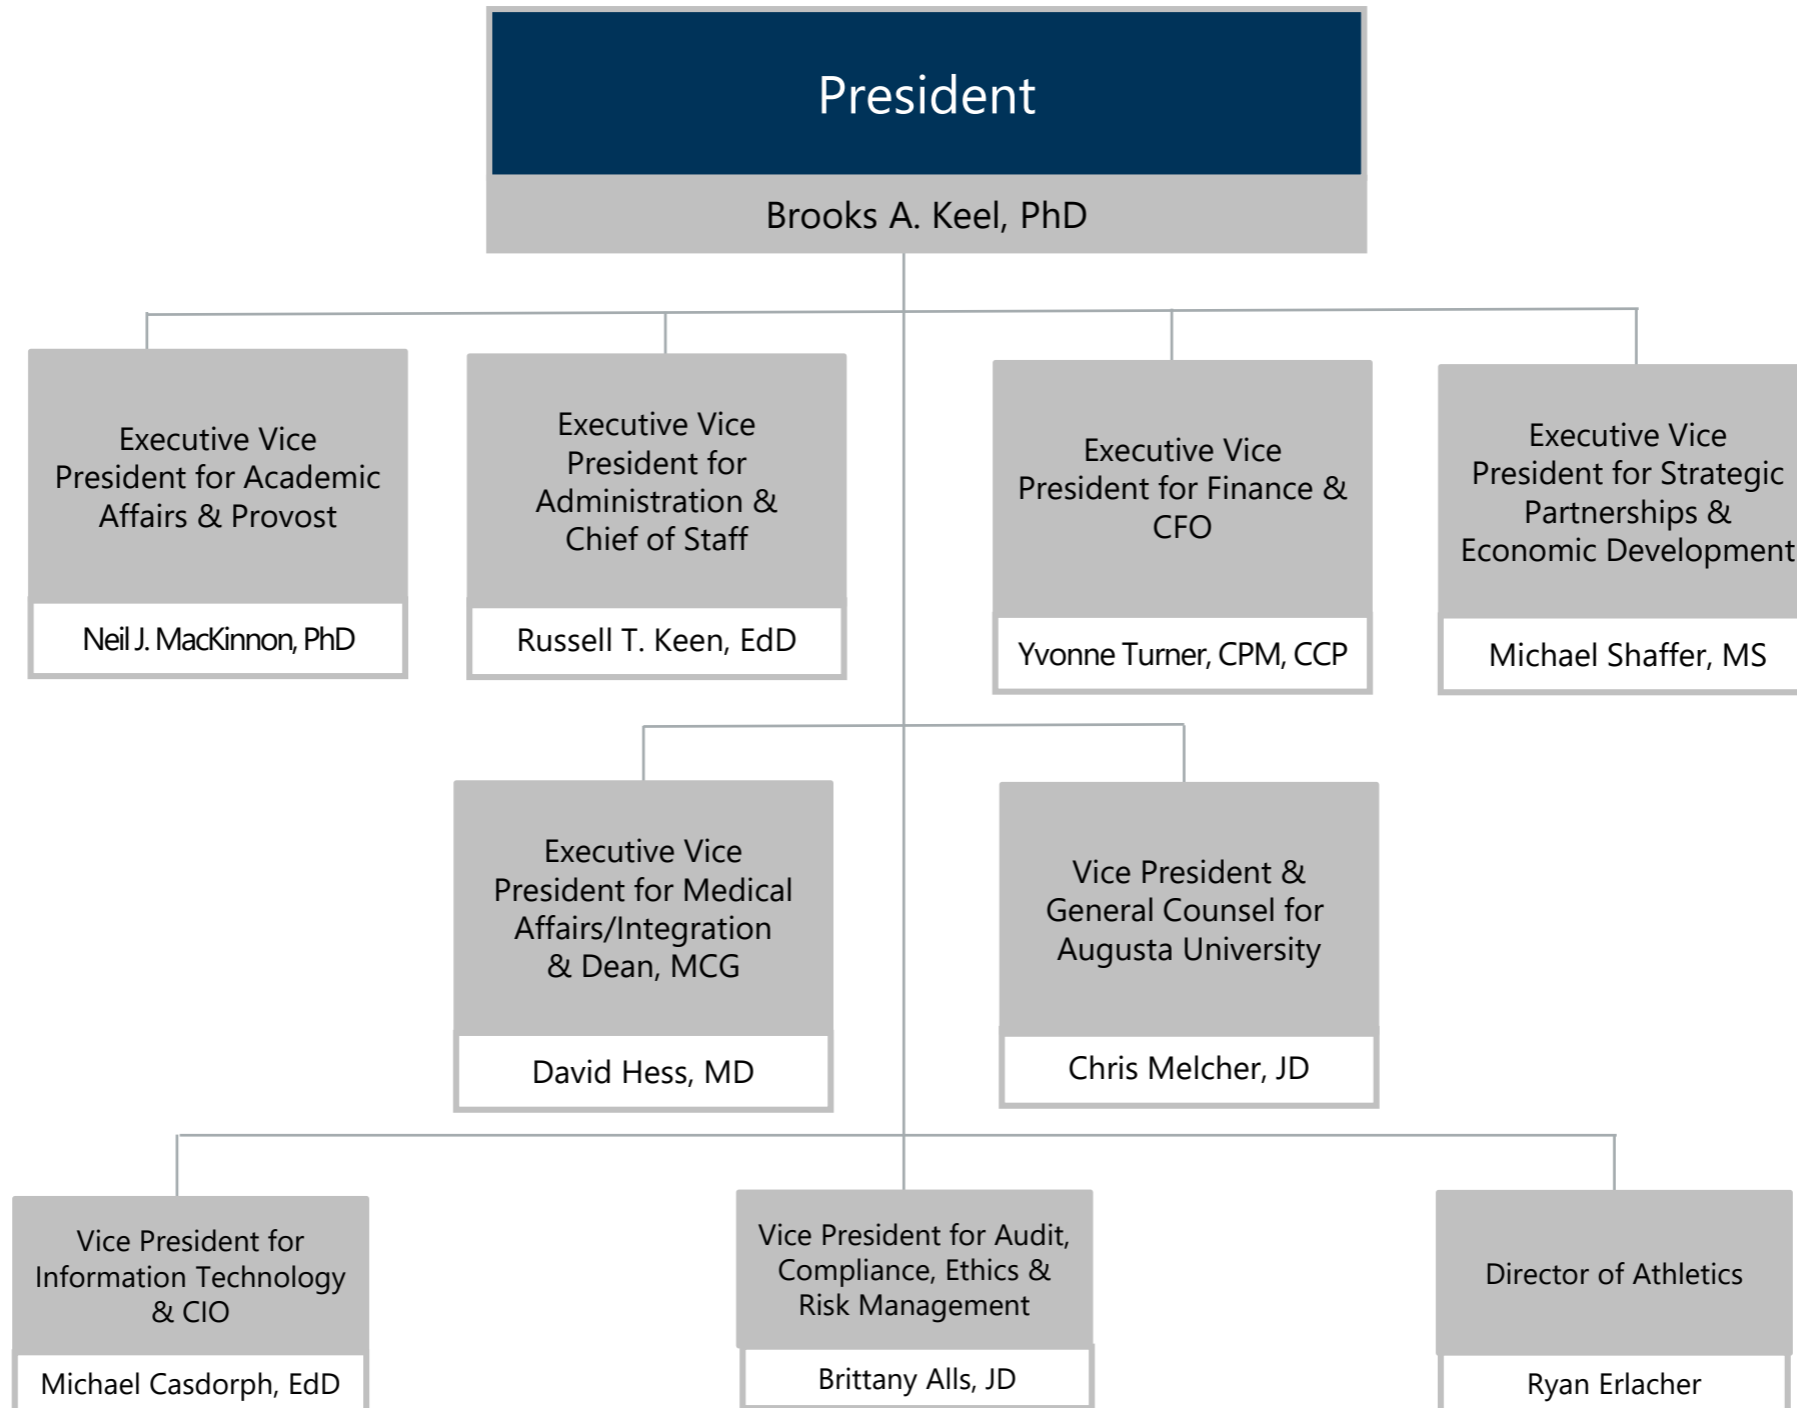 President
Brooks A. Keel, PhD
Executive Vice
President for Academic
Affairs & Provost
Neil J. MacKinnon, PhD
Executive Vice
President for
Administration &
Chief of Staff
Russell T. Keen, EdD
Executive Vice
President for Finance &
CFO
Yvonne Turner, CPM, CCP
Executive Vice
President for Strategic
Partnerships &
Economic Development
Michael Shaffer, MS
Executive Vice
President for Medical
Affairs/Integration
& Dean, MCG
David Hess, MD
Vice President &
General Counsel for
Augusta University
Chris Melcher, JD
Vice President for
Information Technology
& CIO
Michael Casdorph, EdD
Vice President for Audit,
Compliance, Ethics &
Risk Management
Brittany Alls, JD
Director of Athletics
Ryan Erlacher